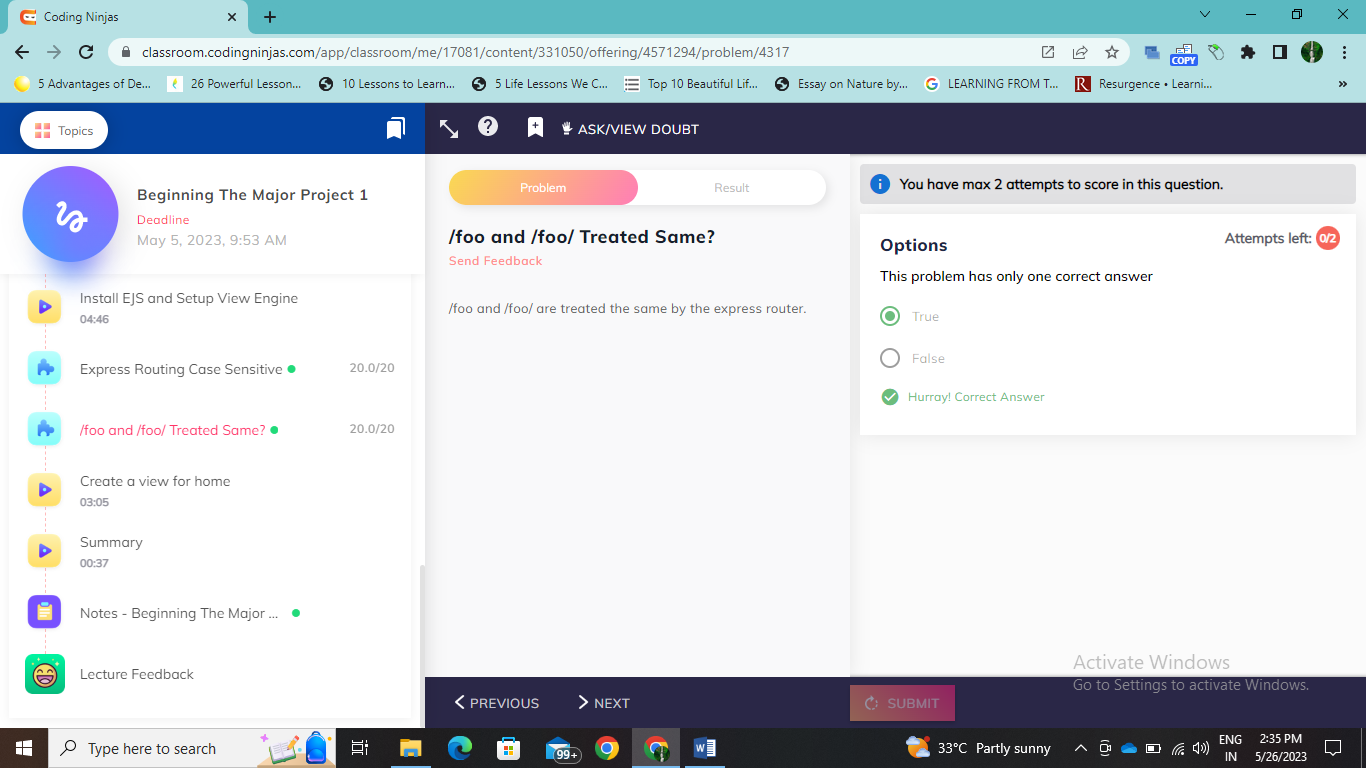 Coding Ninjas
classroom.codingninjas.com/app/classroom/me/17081/content/331050/offering/4571294/problem/4317
COPY
5 Advantages of De...
26 Powerful Lesson...
10 Lessons to Learn...
5 Life Lessons We C...
Top 10 Beautiful Lif...
Essay on Nature by...
LEARNING FROM T...
Resurgence • Learni...
Topics
ASK/VIEW DOUBT
Beginning The Major Project 1
Deadline
May 5, 2023, 9:53 AM
Install EJS and Setup View Engine
04:46
Express Routing Case Sensitive
20.0/20
/foo and /foo/ Treated Same?
20.0/20
Create a view for home
03:05
Summary
00:37
Notes - Beginning The Major ...
Lecture Feedback
Problem
Result
/foo and /foo/ Treated Same?
Send Feedback
/foo and /foo/ are treated the same by the express router.
PREVIOUS
NEXT
You have max 2 attempts to score in this question.
Options
Attempts left: 0/2
This problem has only one correct answer
True
False
Hurray! Correct Answer
Activate Windows
Go to Settings to activate Windows.
SUBMIT
Type here to search
99+
33°C Partly sunny
ENG
IN
2:35 PM
5/26/2023